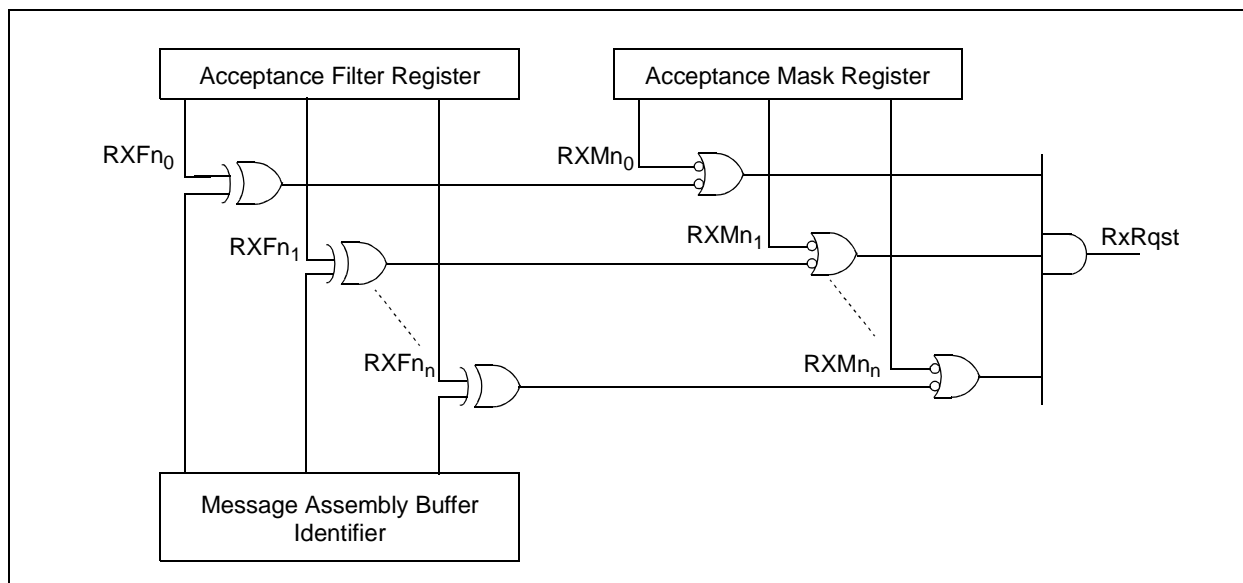 Acceptance Filter Register
Acceptance Mask Register
RXFn0
RXMn0
RXFn1
RXMn1
RxRqst
RXFnn
RXMnn
Message Assembly Buffer
Identifier